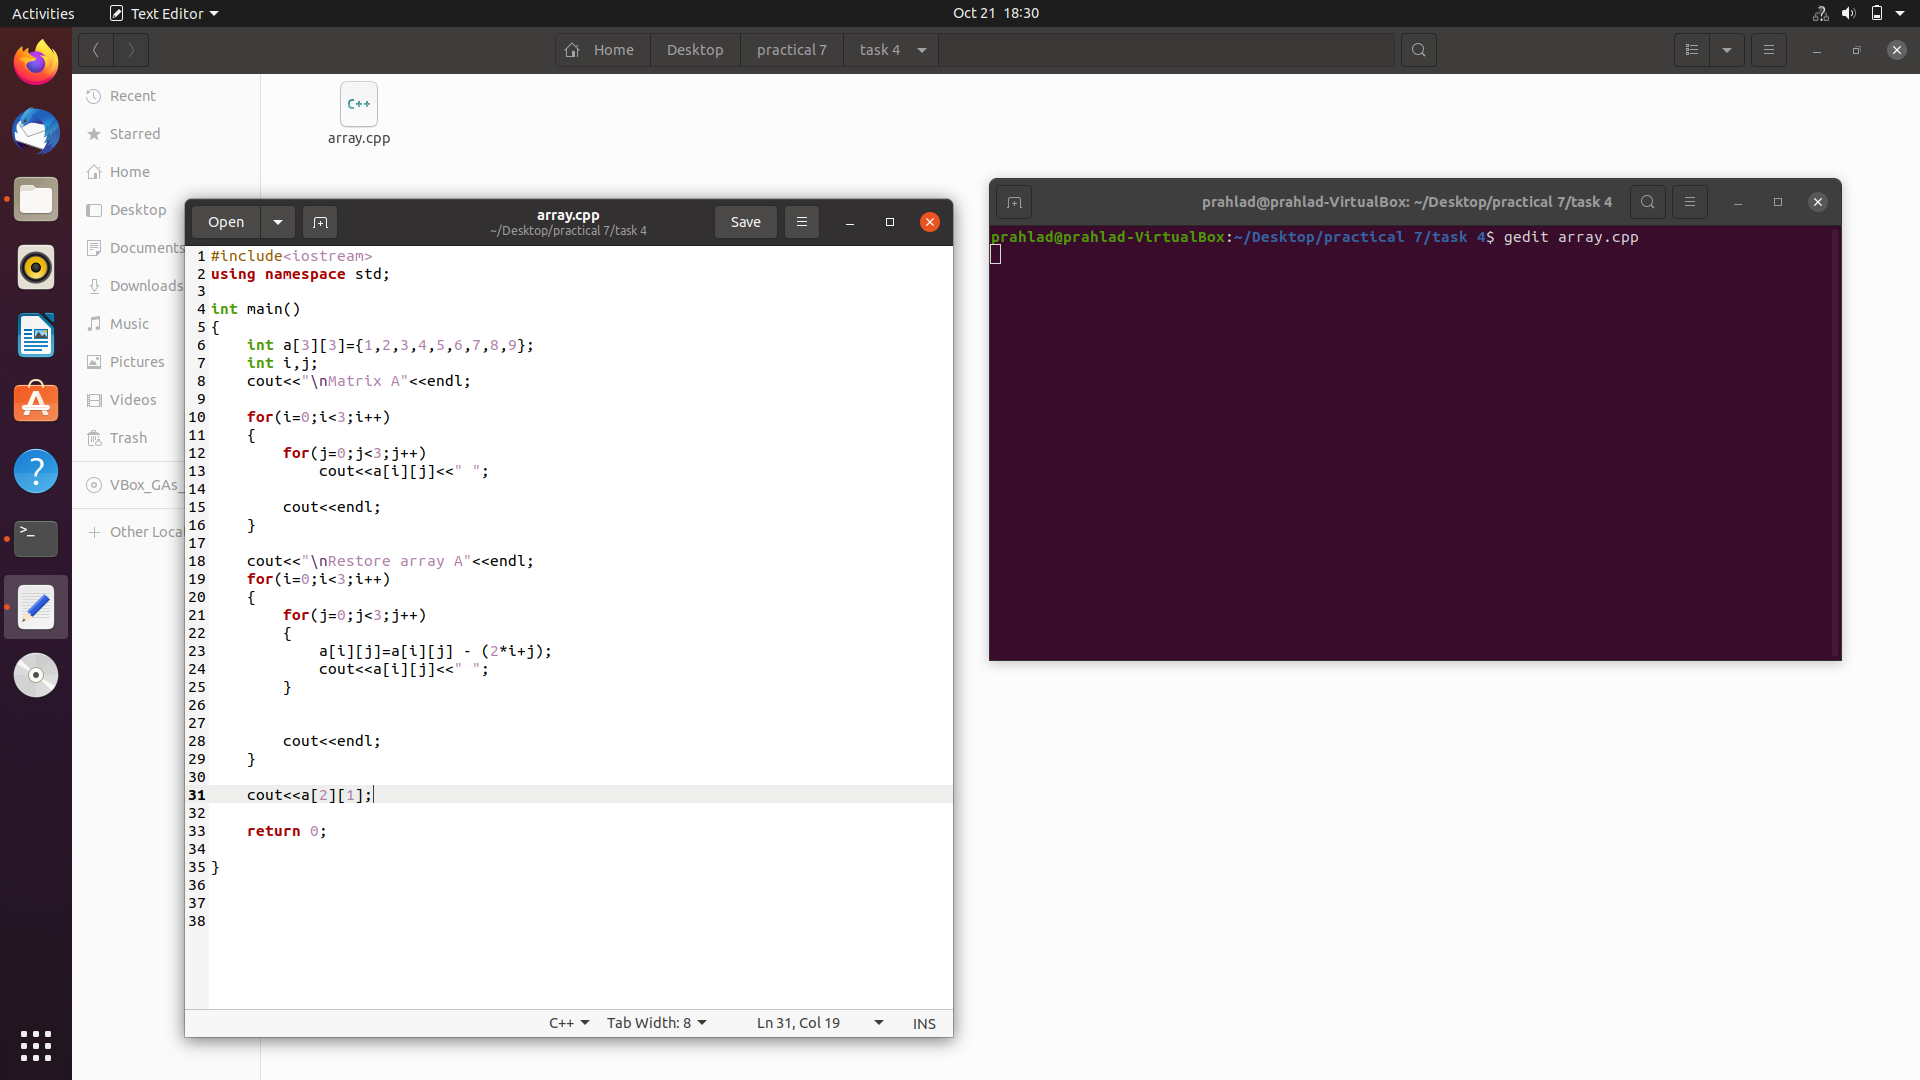 Activities Text Editor Oct 21 18:30
Home Desktop practical 7 task 4
Recent
Starred
Home
Desktop
Documents
Downloads
Music
Pictures
Videos
Trash
VBox_GAs_
+ Other Loca
C++
array.cpp
Open array.cpp Save
~/Desktop/practical 7/task 4
1 #include<iostream>
2 using namespace std;
3
4 int main()
5 {
6     int a[3][3]={1,2,3,4,5,6,7,8,9};
7     int i,j;
8     cout<<"\nMatrix A"<<endl;
9
10     for(i=0;i<3;i++)
11     {
12         for(j=0;j<3;j++)
13             cout<<a[i][j]<<" ";
14
15         cout<<endl;
16     }
17
18     cout<<"\nRestore array A"<<endl;
19     for(i=0;i<3;i++)
20     {
21         for(j=0;j<3;j++)
22         {
23             a[i][j]=a[i][j] - (2*i+j);
24             cout<<a[i][j]<<" ";
25         }
26
27
28         cout<<endl;
29     }
30
31     cout<<a[2][1];
32
33     return 0;
34
35 }
36
37
38
C++ Tab Width: 8 Ln 31, Col 19 INS
prahlad@prahlad-VirtualBox: ~/Desktop/practical 7/task 4
prahlad@prahlad-VirtualBox:~/Desktop/practical 7/task 4$ gedit array.cpp